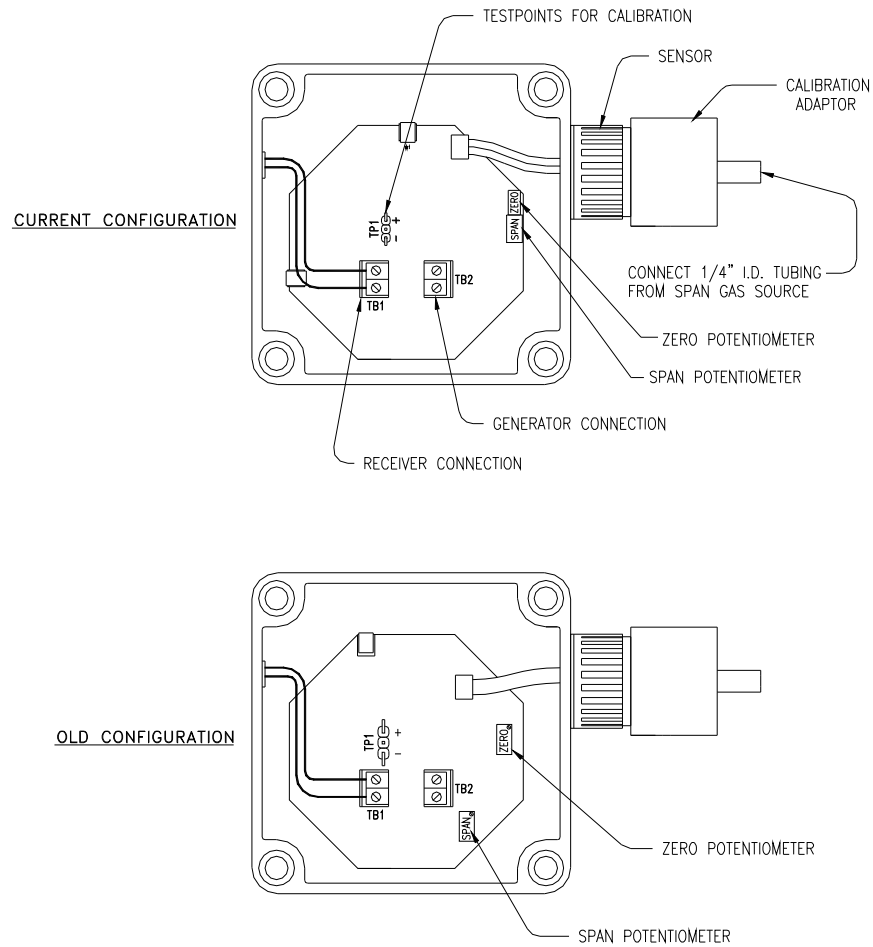 TESTPOINTS FOR CALIBRATION
SENSOR
CALIBRATION
ADAPTOR
TP1
+
-
ZERO
SPAN
CURRENT CONFIGURATION
TB1
TB2
CONNECT 1/4" I.D. TUBING
FROM SPAN GAS SOURCE
ZERO POTENTIOMETER
SPAN POTENTIOMETER
GENERATOR CONNECTION
RECEIVER CONNECTION
OLD CONFIGURATION
TP1
+
-
ZERO
TB1
TB2
SPAN
ZERO POTENTIOMETER
SPAN POTENTIOMETER